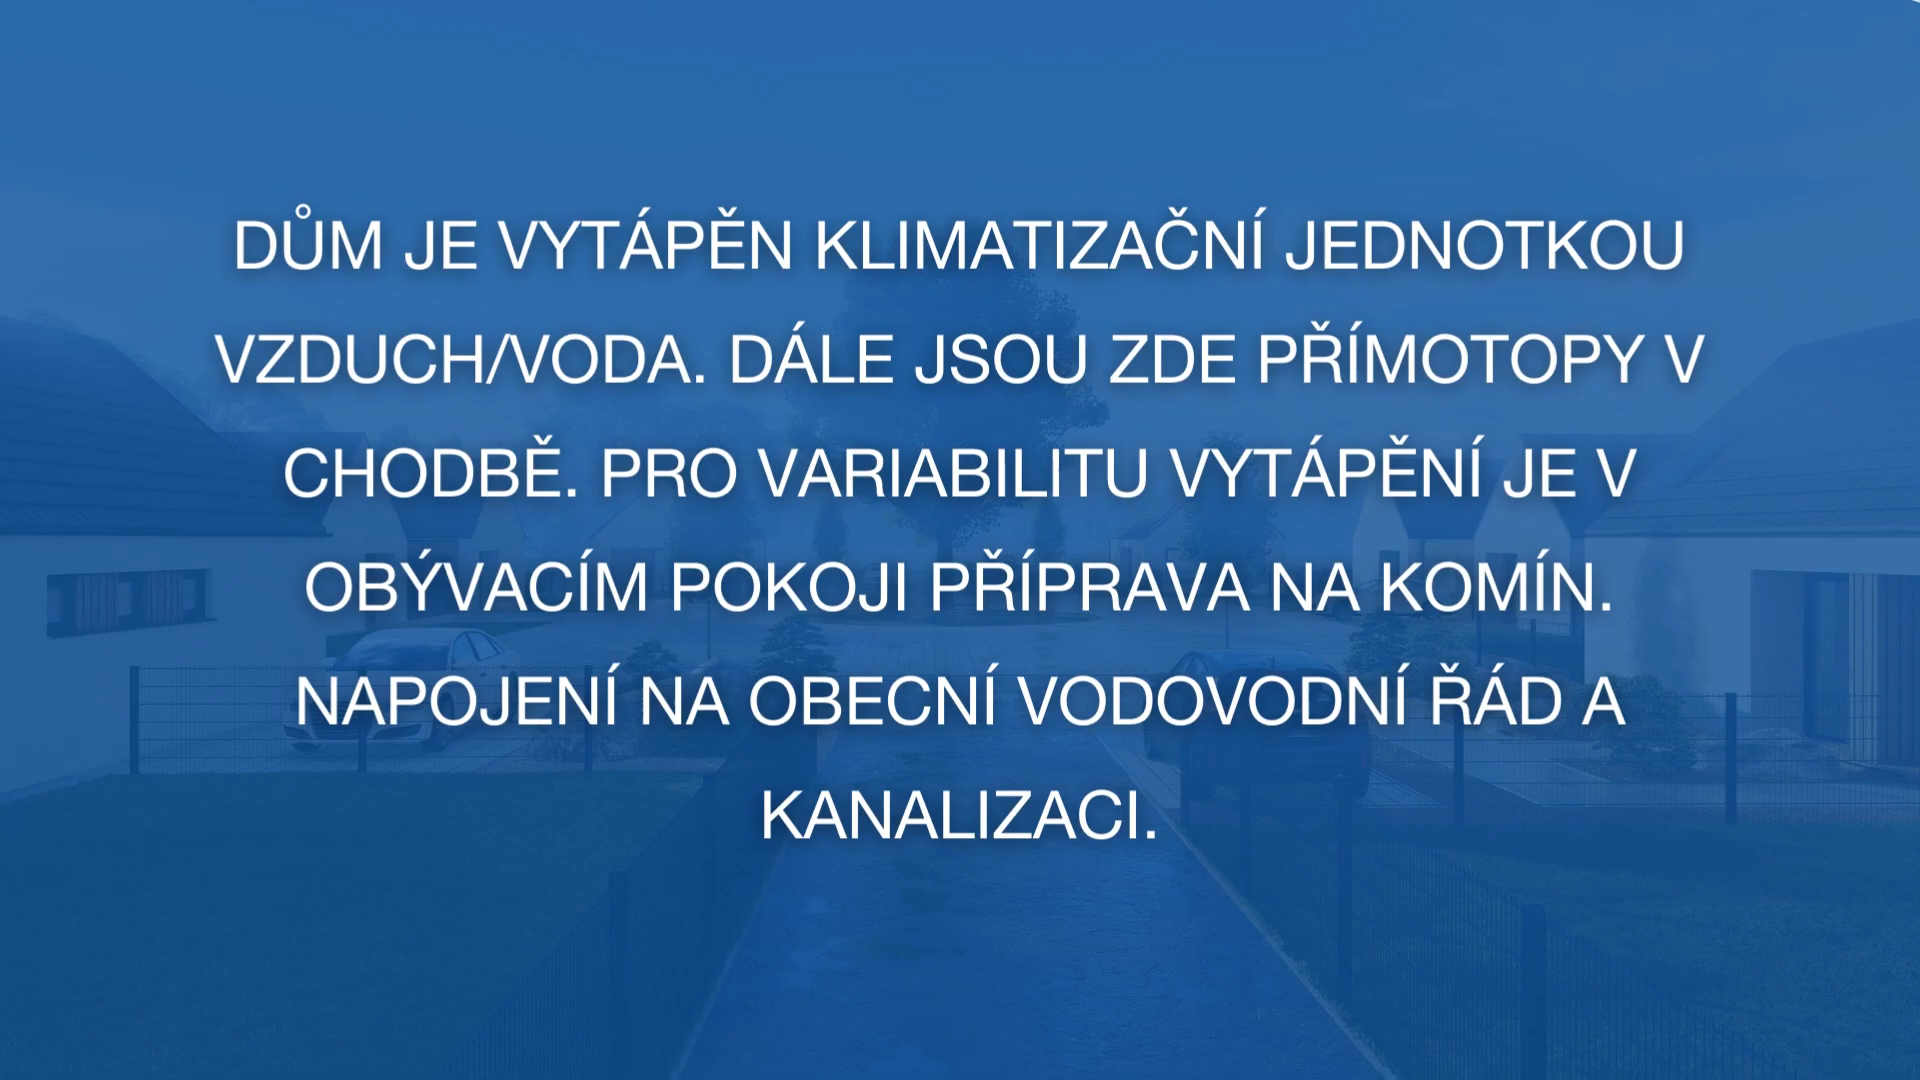 DŮM JE VYTÁPĚN KLIMATIZAČNÍ JEDNOTKOU
VZDUCH/VODA. DÁLE JSOU ZDE PŘÍMOTOPY V
CHODBĚ. PRO VARIABILITU VYTÁPĚNÍ JE V
OBÝVACÍM POKOJI PŘÍPRAVA NA KOMÍN.
NAPOJENÍ NA OBECNÍ VODOVODNÍ ŘÁD A
KANALIZACI.